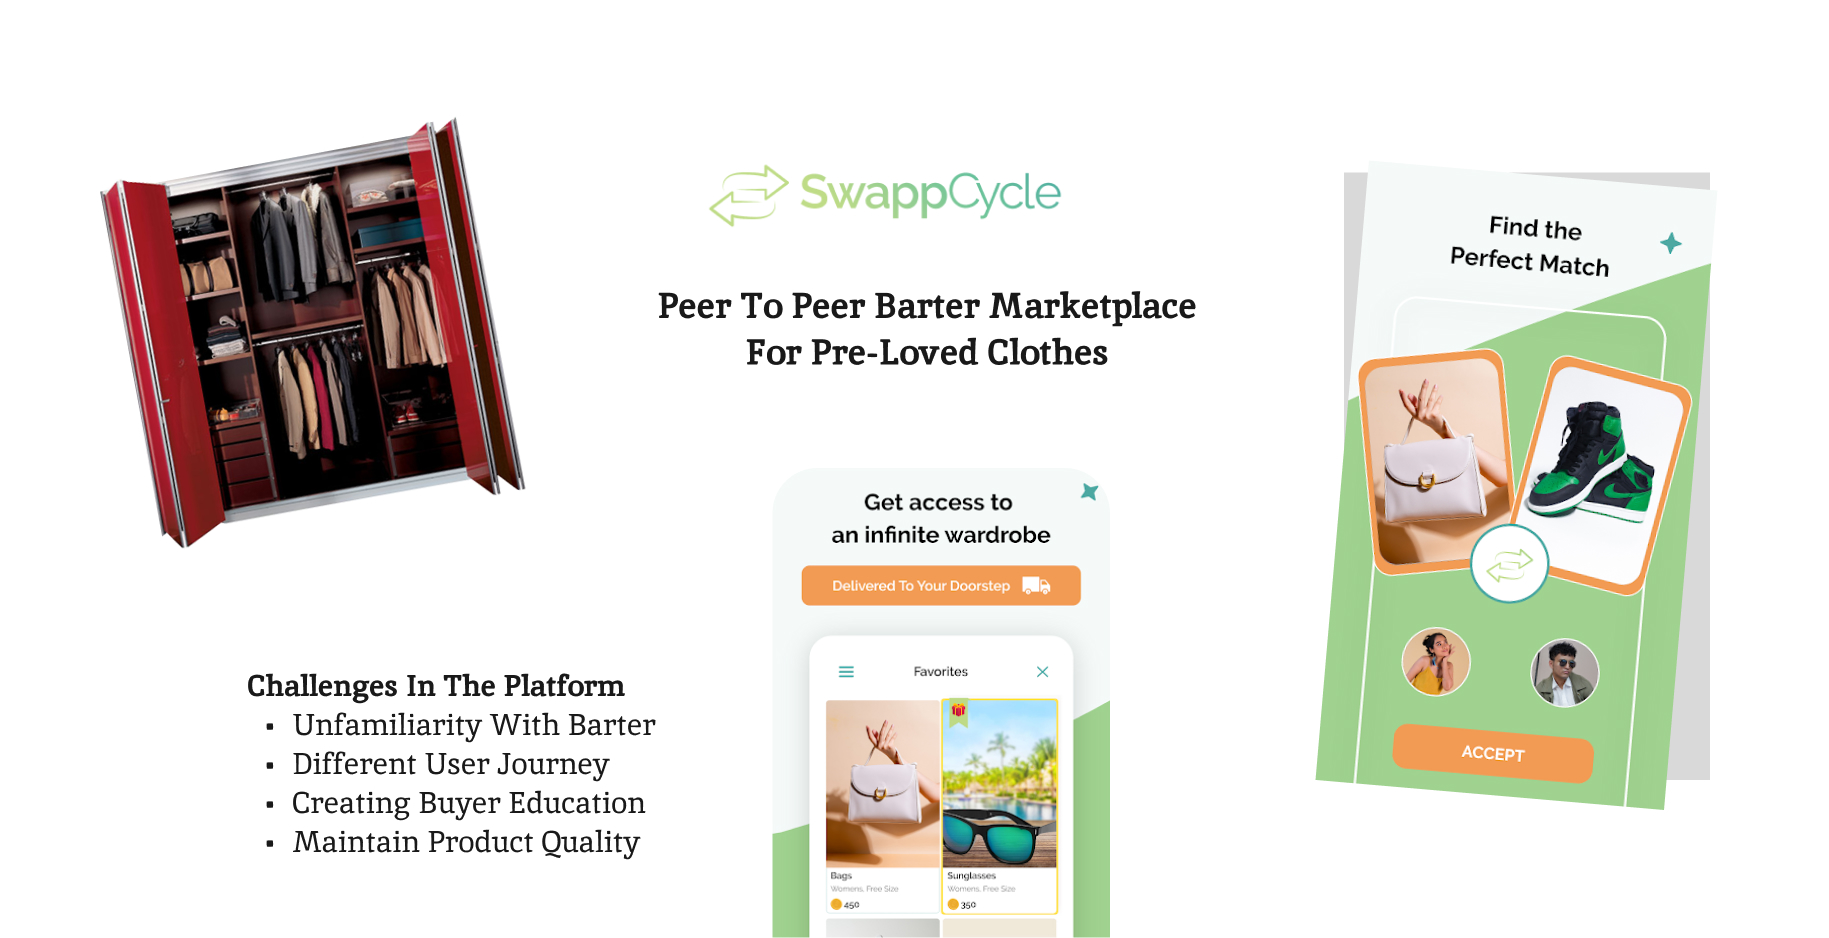 SwappCycle
Peer To Peer Barter Marketplace
For Pre-Loved Clothes
Challenges In The Platform
▪ Unfamiliarity With Barter
▪ Different User Journey
▪ Creating Buyer Education
▪ Maintain Product Quality
Get access to
an infinite wardrobe
Delivered To Your Doorstep
Favorites
Bags
Womens, Free Size
450
Sunglasses
Womens, Free Size
350
Find the
Perfect Match
ACCEPT